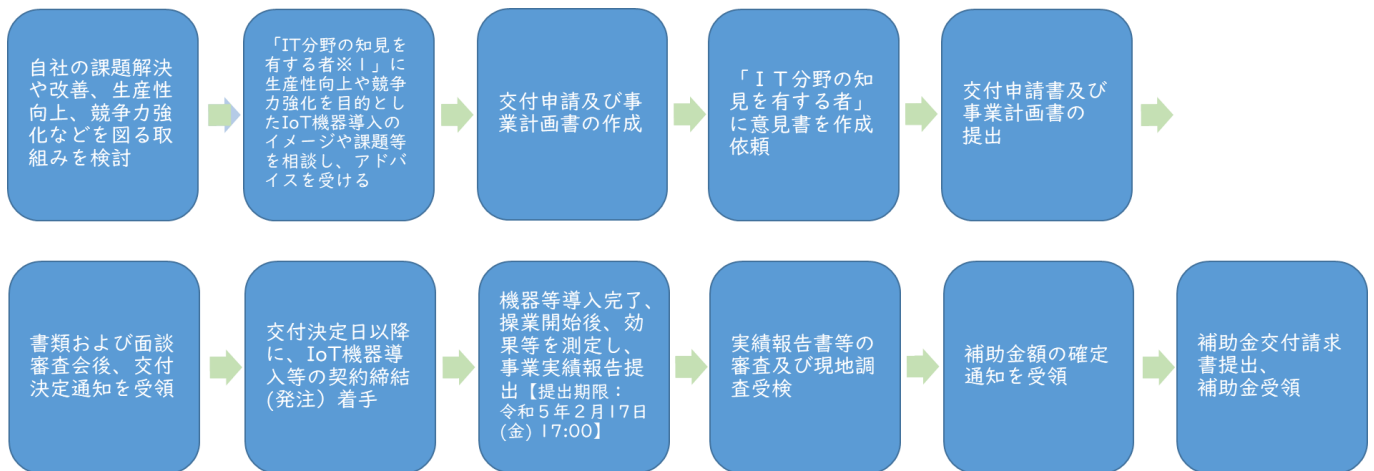 自社の課題解決
や改善、生産性
向上、競争力強
化などを図る取
組みを検討
「IT分野の知見を
有する者※1」に
生産性向上や競争
力強化を目的とし
たIoT機器導入の
イメージや課題等
を相談し、アドバ
イスを受ける
交付申請及び事
業計画書の作成
「ＩＴ分野の知
見を有する者」
に意見書を作成
依頼
交付申請書及び
事業計画書の
提出
書類および面談
審査会後、交付
決定通知を受領
交付決定日以降
に、IoT機器導
入等の契約締結
(発注）着手
機器等導入完了、
操業開始後、効
果等を測定し、
事業実績報告提
出【提出期限：
令和５年２月17日
(金) 17:00】
実績報告書等の
審査及び現地調
査受検
補助金額の確定
通知を受領
補助金交付請求
書提出、
補助金受領